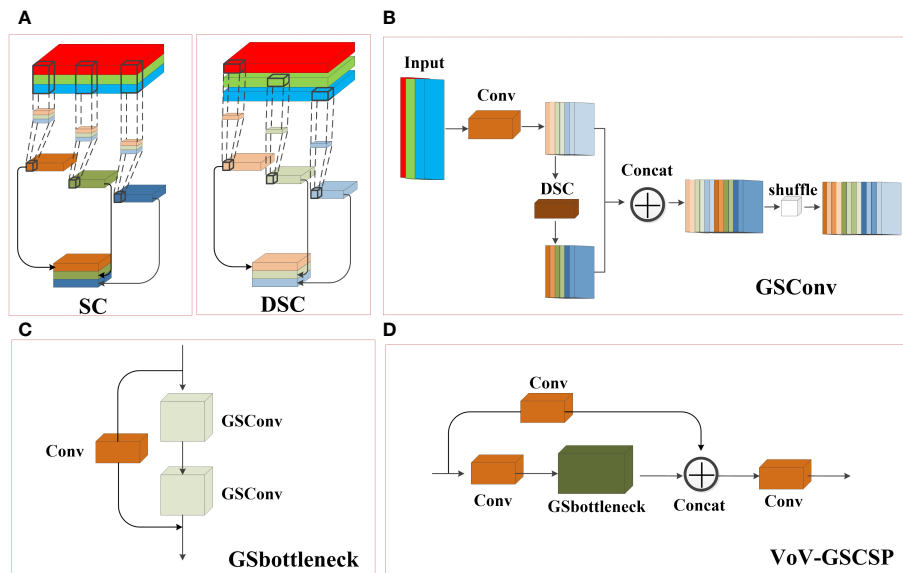 A
SC
DSC
B
Input
Conv
DSC
Concat
shuffle
GSConv
C
Conv
GSConv
GSConv
GSbottleneck
D
Conv
Conv
GSbottleneck
Concat
Conv
VoV-GSCSP